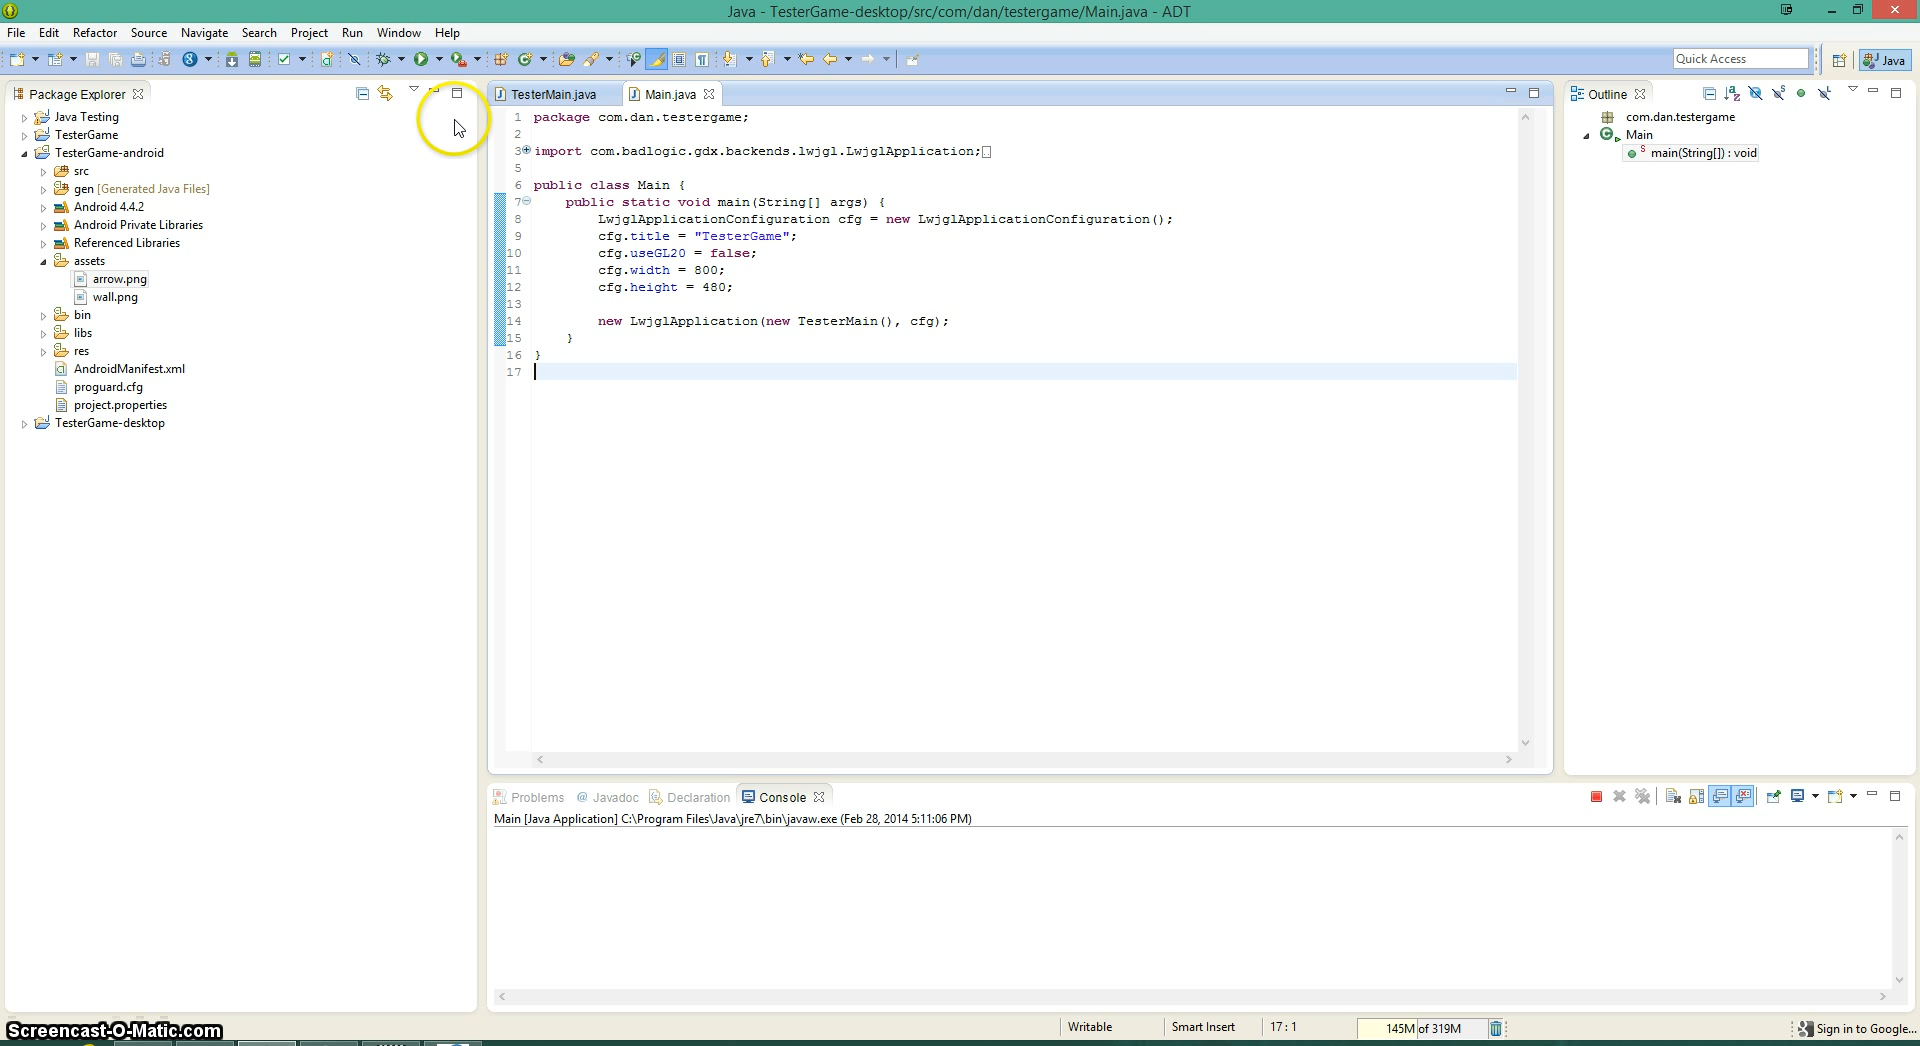 Java - TesterGame-desktop/src/com/dan/testergame/Main.java - ADT
File Edit Refactor Source Navigate Search Project Run Window Help
Quick Access
Java
Package Explorer
Java Testing
TesterGame
TesterGame-android
src
gen [Generated Java Files]
Android 4.4.2
Android Private Libraries
Referenced Libraries
assets
arrow.png
wall.png
bin
libs
res
AndroidManifest.xml
proguard.cfg
project.properties
TesterGame-desktop
TesterMain.java
Main.java
1 package com.dan.testergame;
2
3 import com.badlogic.gdx.backends.lwjgl.LwjglApplication;
5
6 public class Main {
7 public static void main(String[] args) {
8 LwjglApplicationConfiguration cfg = new LwjglApplicationConfiguration();
9 cfg.title = "TesterGame";
10 cfg.useGL20 = false;
11 cfg.width = 800;
12 cfg.height = 480;
13
14 new LwjglApplication(new TesterMain(), cfg);
15 }
16 }
17
Outline
com.dan.testergame
Main
main(String[]) : void
Problems @ Javadoc Declaration Console
Main [Java Application] C:\Program Files\Java\jre7\bin\javaw.exe (Feb 28, 2014 5:11:06 PM)
Writable
Smart Insert
17 : 1
145M of 319M
Sign in to Google...
Screencast-O-Matic.com